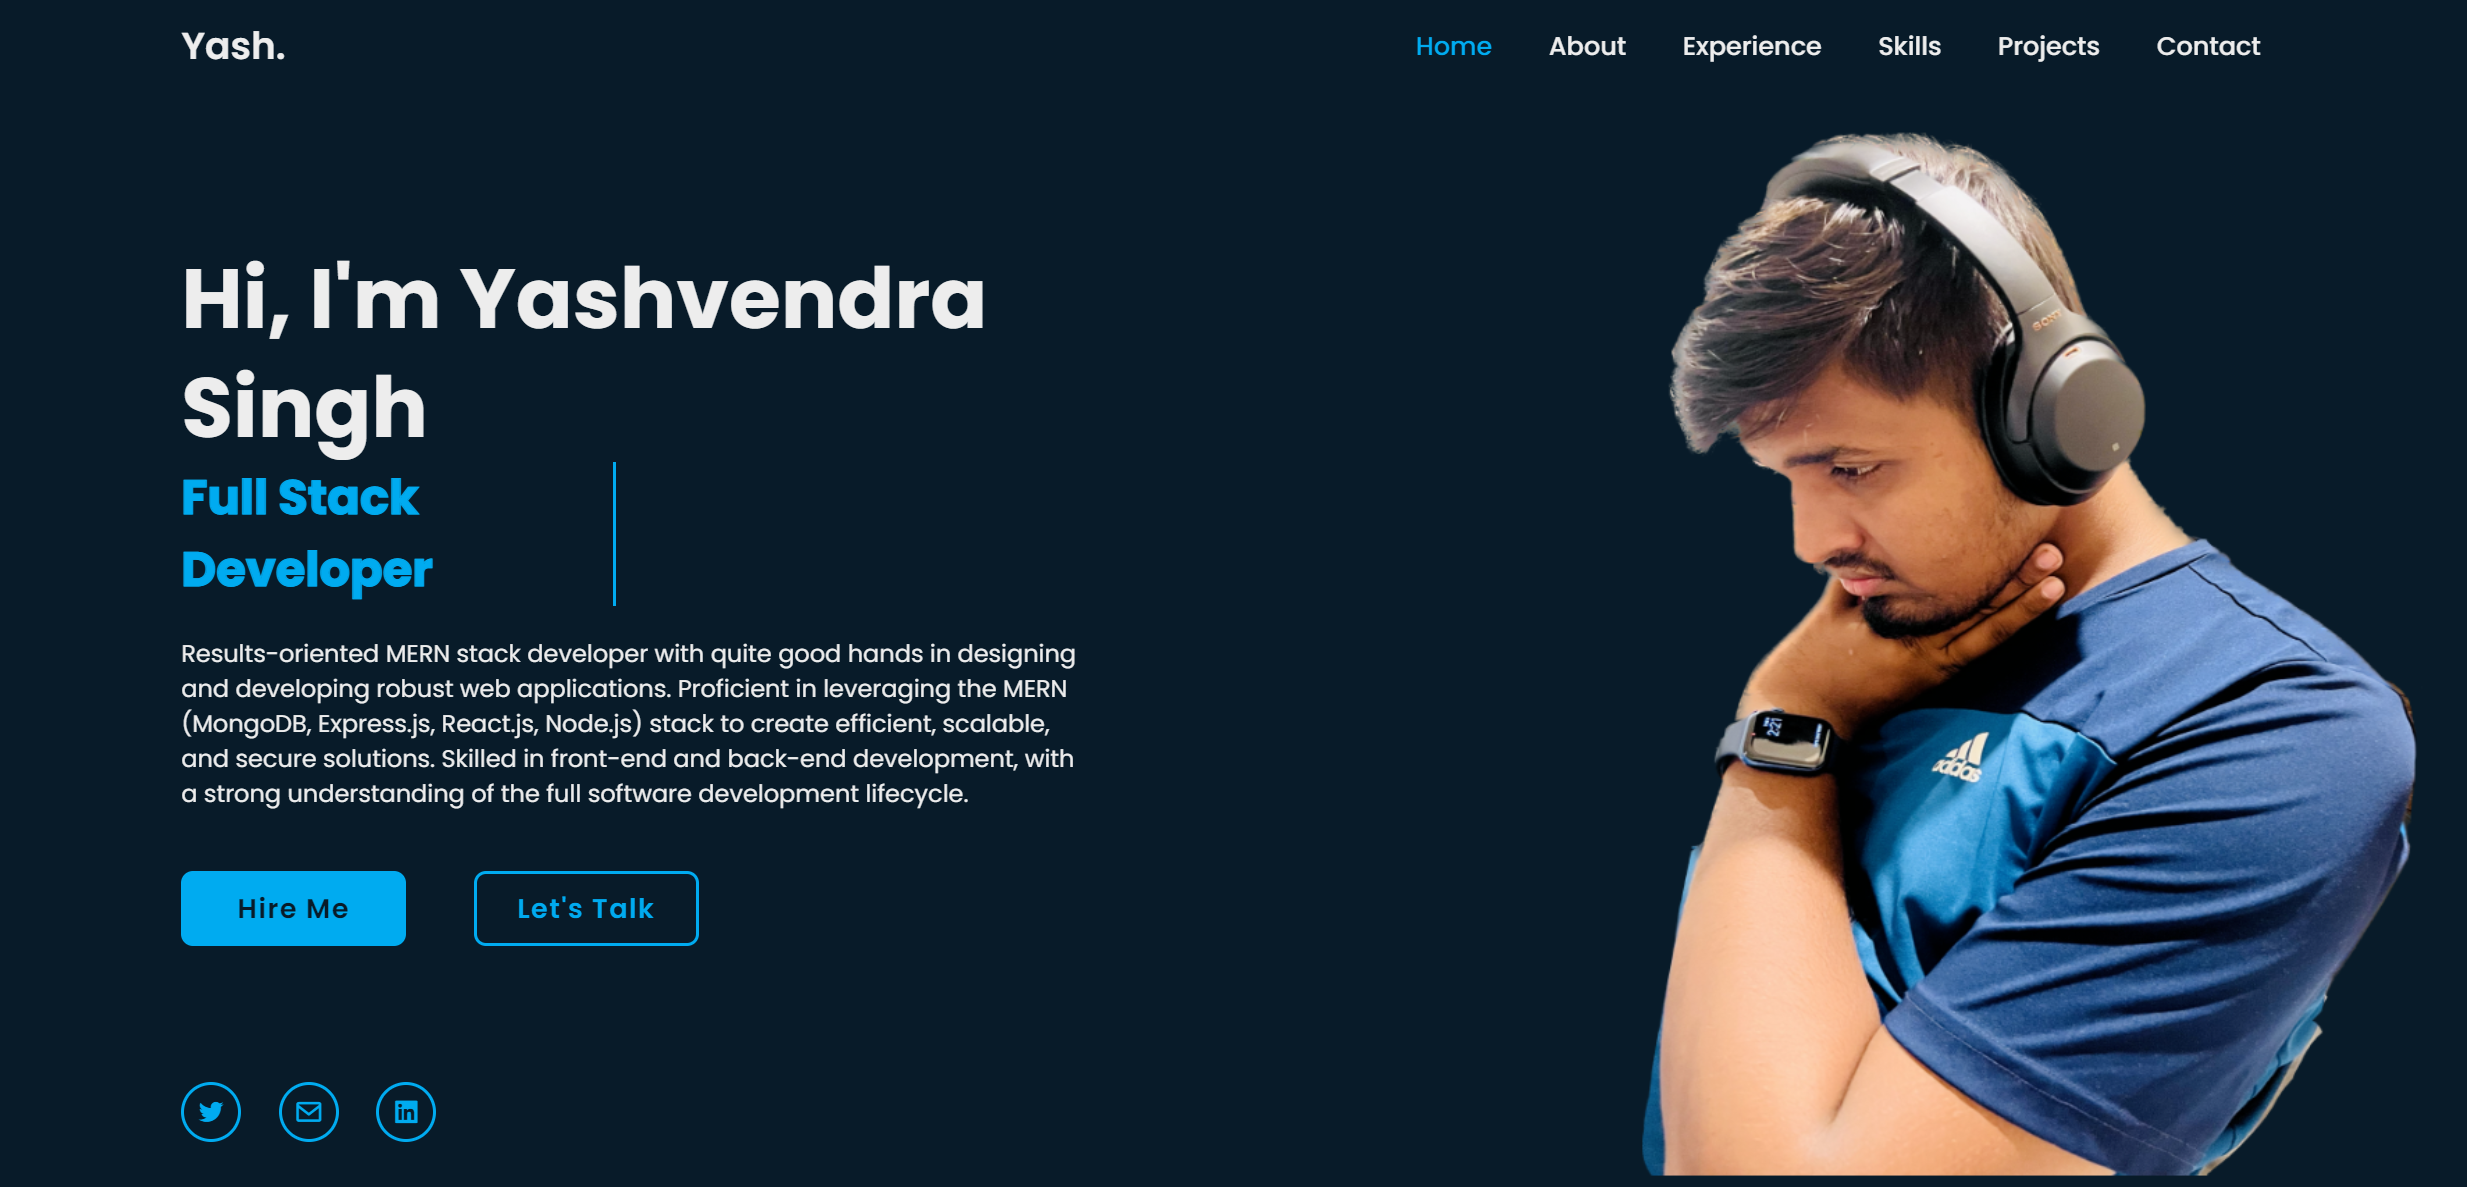 Yash.
Home About Experience Skills Projects Contact
Hi, I'm Yashvendra
Singh
Full Stack
Developer
Results-oriented MERN stack developer with quite good hands in designing
and developing robust web applications. Proficient in leveraging the MERN
(MongoDB, Express.js, React.js, Node.js) stack to create efficient, scalable,
and secure solutions. Skilled in front-end and back-end development, with
a strong understanding of the full software development lifecycle.
Hire Me
Let's Talk
in
SONY
2:21
adidas